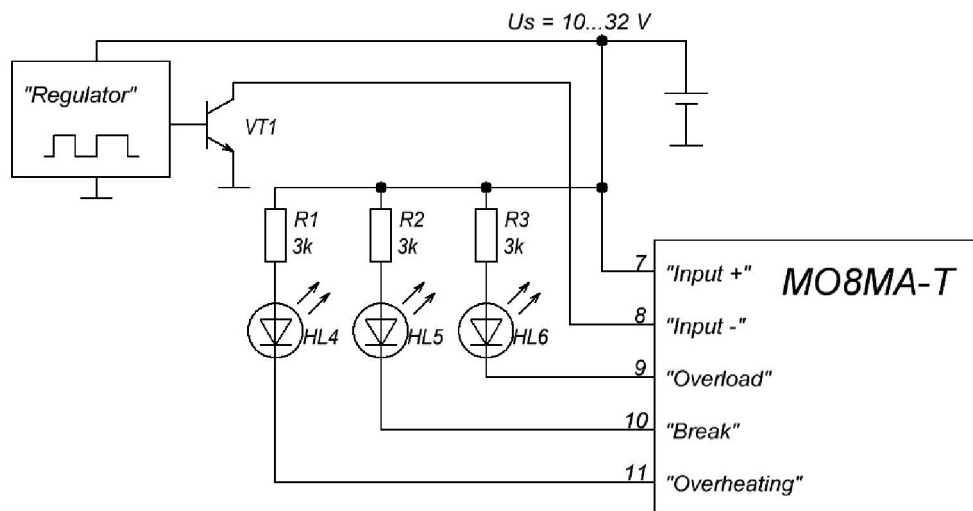 Us = 10...32 V
"Regulator"
VT1
R1
3k
R2
3k
R3
3k
HL4
HL5
HL6
MO8MA-T
7
"Input +"
8
"Input -"
9
"Overload"
10
"Break"
11
"Overheating"